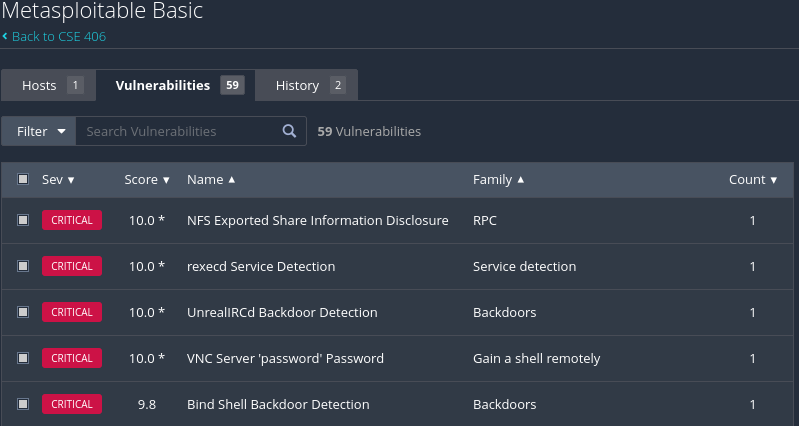 Metasploitable Basic
Back to CSE 406
Hosts 1 Vulnerabilities 59 History 2
Filter Search Vulnerabilities 59 Vulnerabilities
Sev Score Name Family Count
CRITICAL 10.0 * NFS Exported Share Information Disclosure RPC 1
CRITICAL 10.0 * rexecd Service Detection Service detection 1
CRITICAL 10.0 * UnrealIRCd Backdoor Detection Backdoors 1
CRITICAL 10.0 * VNC Server 'password' Password Gain a shell remotely 1
CRITICAL 9.8 Bind Shell Backdoor Detection Backdoors 1